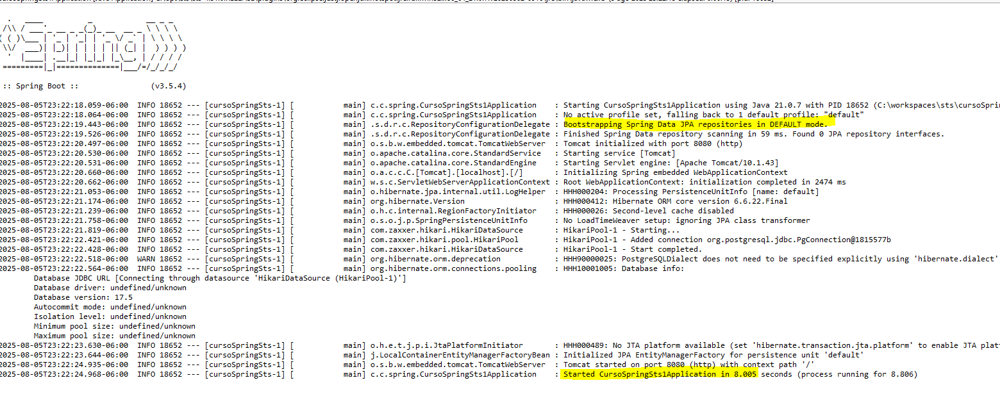 .   ____          _            __ _ _
 /\\ / ___'_ __ _ _(_)_ __  __ _ \ \ \ \
( ( )\___ | '_ | '_| | '_ \/ _` | \ \ \ \
 \\/  ___)| |_)| | | | | || (_| |  ) ) ) )
  '  |____| .__|_| |_|_| |_\__, | / / / /
 =========|_|==============|___/=/_/_/_/
:: Spring Boot ::                (v3.5.4)
2025-08-05T23:22:18.059-06:00  INFO 18652 --- [cursoSpringSts-1] [           main] c.c.spring.CursoSpringSts1Application    : Starting CursoSpringSts1Application using Java 21.0.7 with PID 18652 (C:\workspaces\sts\cursoSprin
2025-08-05T23:22:18.064-06:00  INFO 18652 --- [cursoSpringSts-1] [           main] c.c.spring.CursoSpringSts1Application    : No active profile set, falling back to 1 default profile: "default"
2025-08-05T23:22:19.443-06:00  INFO 18652 --- [cursoSpringSts-1] [           main] .s.d.r.c.RepositoryConfigurationDelegate : Bootstrapping Spring Data JPA repositories in DEFAULT mode.
2025-08-05T23:22:19.526-06:00  INFO 18652 --- [cursoSpringSts-1] [           main] .s.d.r.c.RepositoryConfigurationDelegate : Finished Spring Data repository scanning in 59 ms. Found 0 JPA repository interfaces.
2025-08-05T23:22:20.497-06:00  INFO 18652 --- [cursoSpringSts-1] [           main] o.s.b.w.embedded.tomcat.TomcatWebServer  : Tomcat initialized with port 8080 (http)
2025-08-05T23:22:20.530-06:00  INFO 18652 --- [cursoSpringSts-1] [           main] o.apache.catalina.core.StandardService   : Starting service [Tomcat]
2025-08-05T23:22:20.531-06:00  INFO 18652 --- [cursoSpringSts-1] [           main] o.apache.catalina.core.StandardEngine    : Starting Servlet engine: [Apache Tomcat/10.1.43]
2025-08-05T23:22:20.660-06:00  INFO 18652 --- [cursoSpringSts-1] [           main] o.a.c.c.C.[Tomcat].[localhost].[/]       : Initializing Spring embedded WebApplicationContext
2025-08-05T23:22:20.662-06:00  INFO 18652 --- [cursoSpringSts-1] [           main] w.s.c.ServletWebServerApplicationContext : Root WebApplicationContext: initialization completed in 2474 ms
2025-08-05T23:22:21.053-06:00  INFO 18652 --- [cursoSpringSts-1] [           main] o.hibernate.jpa.internal.util.LogHelper  : HHH000204: Processing PersistenceUnitInfo [name: default]
2025-08-05T23:22:21.174-06:00  INFO 18652 --- [cursoSpringSts-1] [           main] org.hibernate.Version                    : HHH000412: Hibernate ORM core version 6.6.22.Final
2025-08-05T23:22:21.239-06:00  INFO 18652 --- [cursoSpringSts-1] [           main] o.h.c.internal.RegionFactoryInitiator    : HHH000026: Second-level cache disabled
2025-08-05T23:22:21.758-06:00  INFO 18652 --- [cursoSpringSts-1] [           main] o.s.o.j.p.SpringPersistenceUnitInfo      : No LoadTimeWeaver setup: ignoring JPA class transformer
2025-08-05T23:22:21.819-06:00  INFO 18652 --- [cursoSpringSts-1] [           main] com.zaxxer.hikari.HikariDataSource       : HikariPool-1 - Starting...
2025-08-05T23:22:22.421-06:00  INFO 18652 --- [cursoSpringSts-1] [           main] com.zaxxer.hikari.pool.HikariPool        : HikariPool-1 - Added connection org.postgresql.jdbc.PgConnection@1815577b
2025-08-05T23:22:22.428-06:00  INFO 18652 --- [cursoSpringSts-1] [           main] com.zaxxer.hikari.HikariDataSource       : HikariPool-1 - Start completed.
2025-08-05T23:22:22.518-06:00  WARN 18652 --- [cursoSpringSts-1] [           main] org.hibernate.orm.deprecation            : HHH90000025: PostgreSQLDialect does not need to be specified explicitly using 'hibernate.dialect'
2025-08-05T23:22:22.564-06:00  INFO 18652 --- [cursoSpringSts-1] [           main] org.hibernate.orm.connections.pooling    : HHH10001005: Database info:
Database JDBC URL [Connecting through datasource 'HikariDataSource (HikariPool-1)']
Database driver: undefined/unknown
Database version: 17.5
Autocommit mode: undefined/unknown
Isolation level: undefined/unknown
Minimum pool size: undefined/unknown
Maximum pool size: undefined/unknown
2025-08-05T23:22:23.630-06:00  INFO 18652 --- [cursoSpringSts-1] [           main] o.h.e.t.j.p.i.JtaPlatformInitiator       : HHH000489: No JTA platform available (set 'hibernate.transaction.jta.platform' to enable JTA platf
2025-08-05T23:22:23.644-06:00  INFO 18652 --- [cursoSpringSts-1] [           main] j.LocalContainerEntityManagerFactoryBean : Initialized JPA EntityManagerFactory for persistence unit 'default'
2025-08-05T23:22:24.935-06:00  INFO 18652 --- [cursoSpringSts-1] [           main] o.s.b.w.embedded.tomcat.TomcatWebServer  : Tomcat started on port 8080 (http) with context path '/'
2025-08-05T23:22:24.968-06:00  INFO 18652 --- [cursoSpringSts-1] [           main] c.c.spring.CursoSpringSts1Application    : Started CursoSpringSts1Application in 8.005 seconds (process running for 8.806)